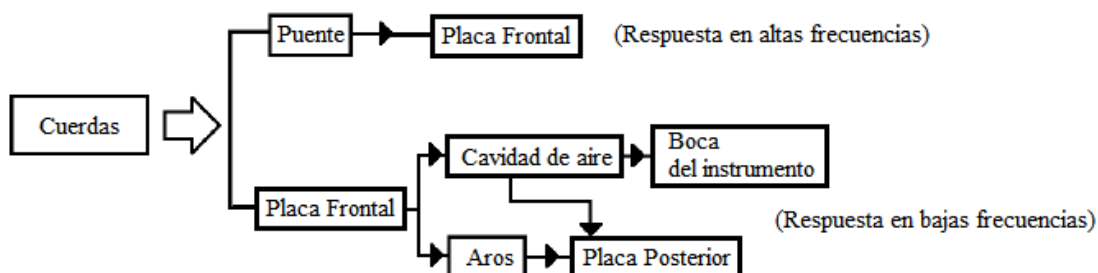 Puente
Placa Frontal
(Respuesta en altas frecuencias)
Cuerdas
Cavidad de aire
Boca
del instrumento
Placa Frontal
(Respuesta en bajas frecuencias)
Aros
Placa Posterior